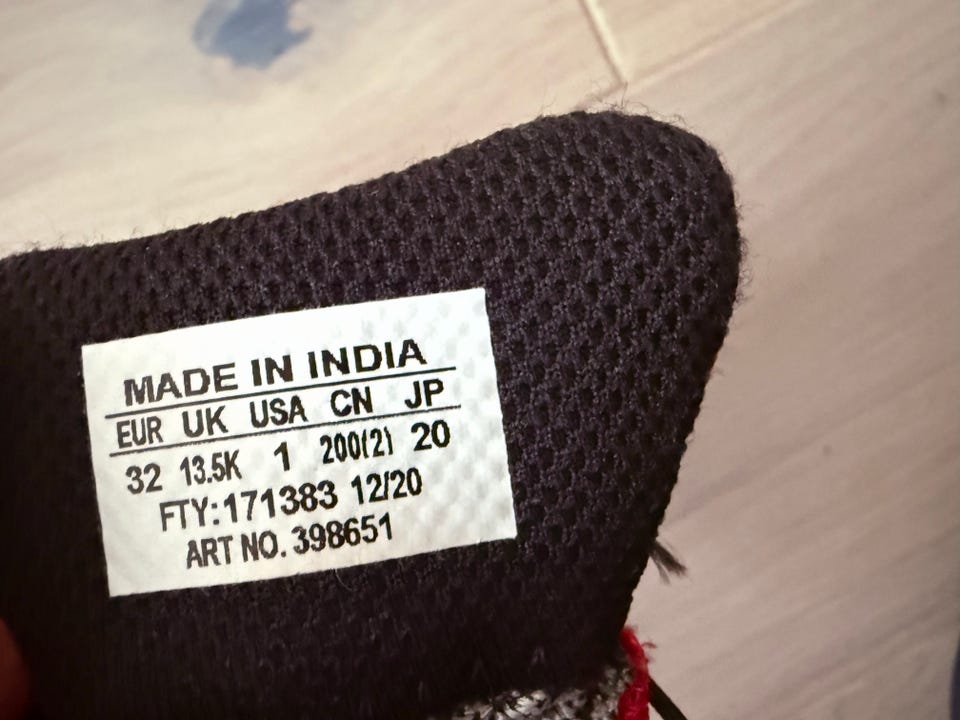 MADE IN INDIA
EUR UK USA CN JP
32 13.5K 1 200(2) 20
FTY:171383 12/20
ART NO. 398651